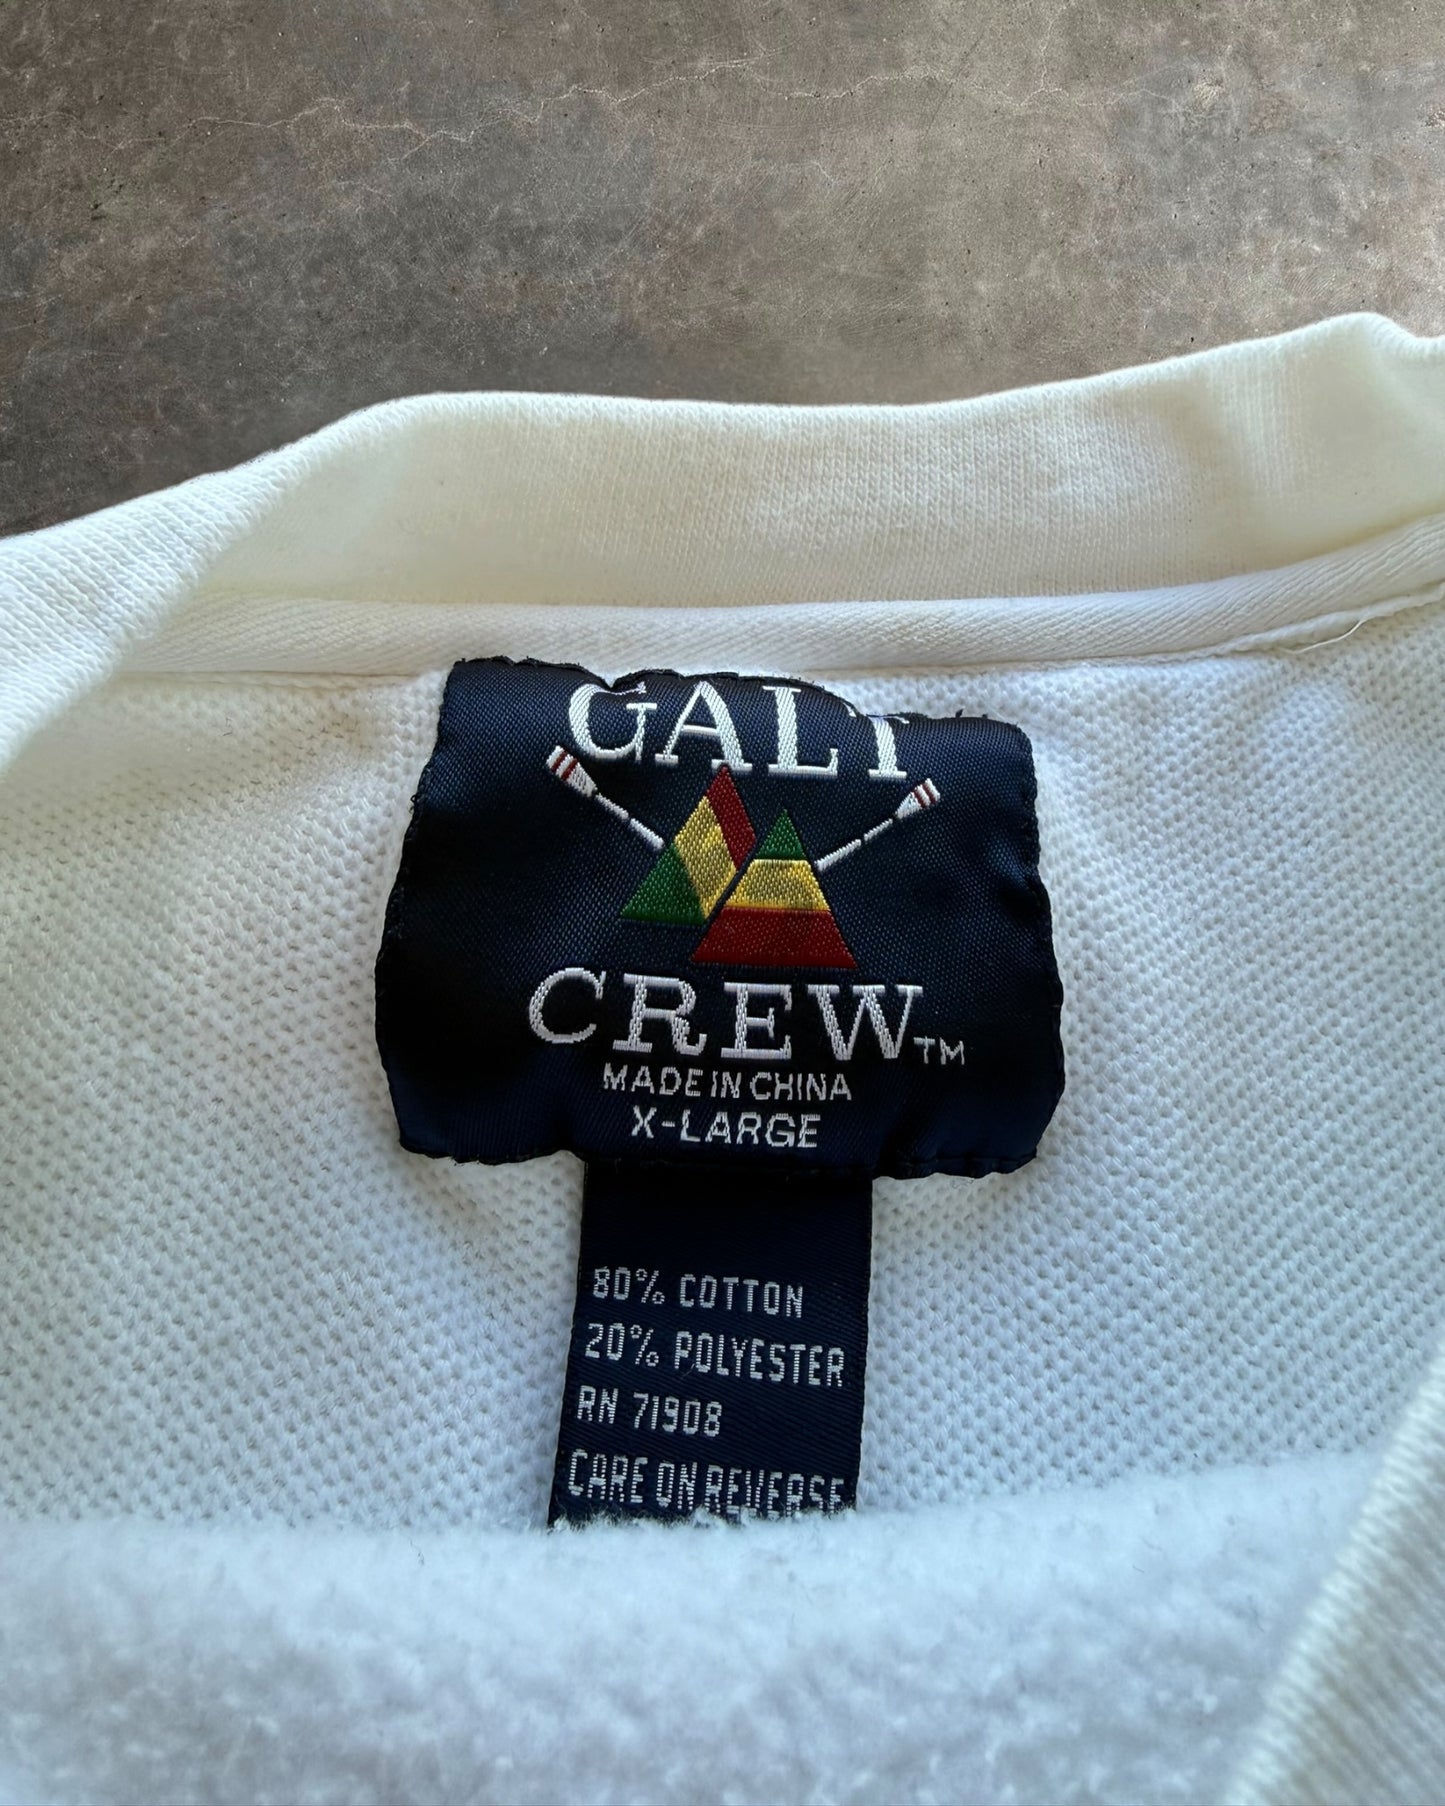 GALT
CREW™
MADE IN CHINA
X-LARGE
80% COTTON
20% POLYESTER
RN 71908
CARE ON REVERSE